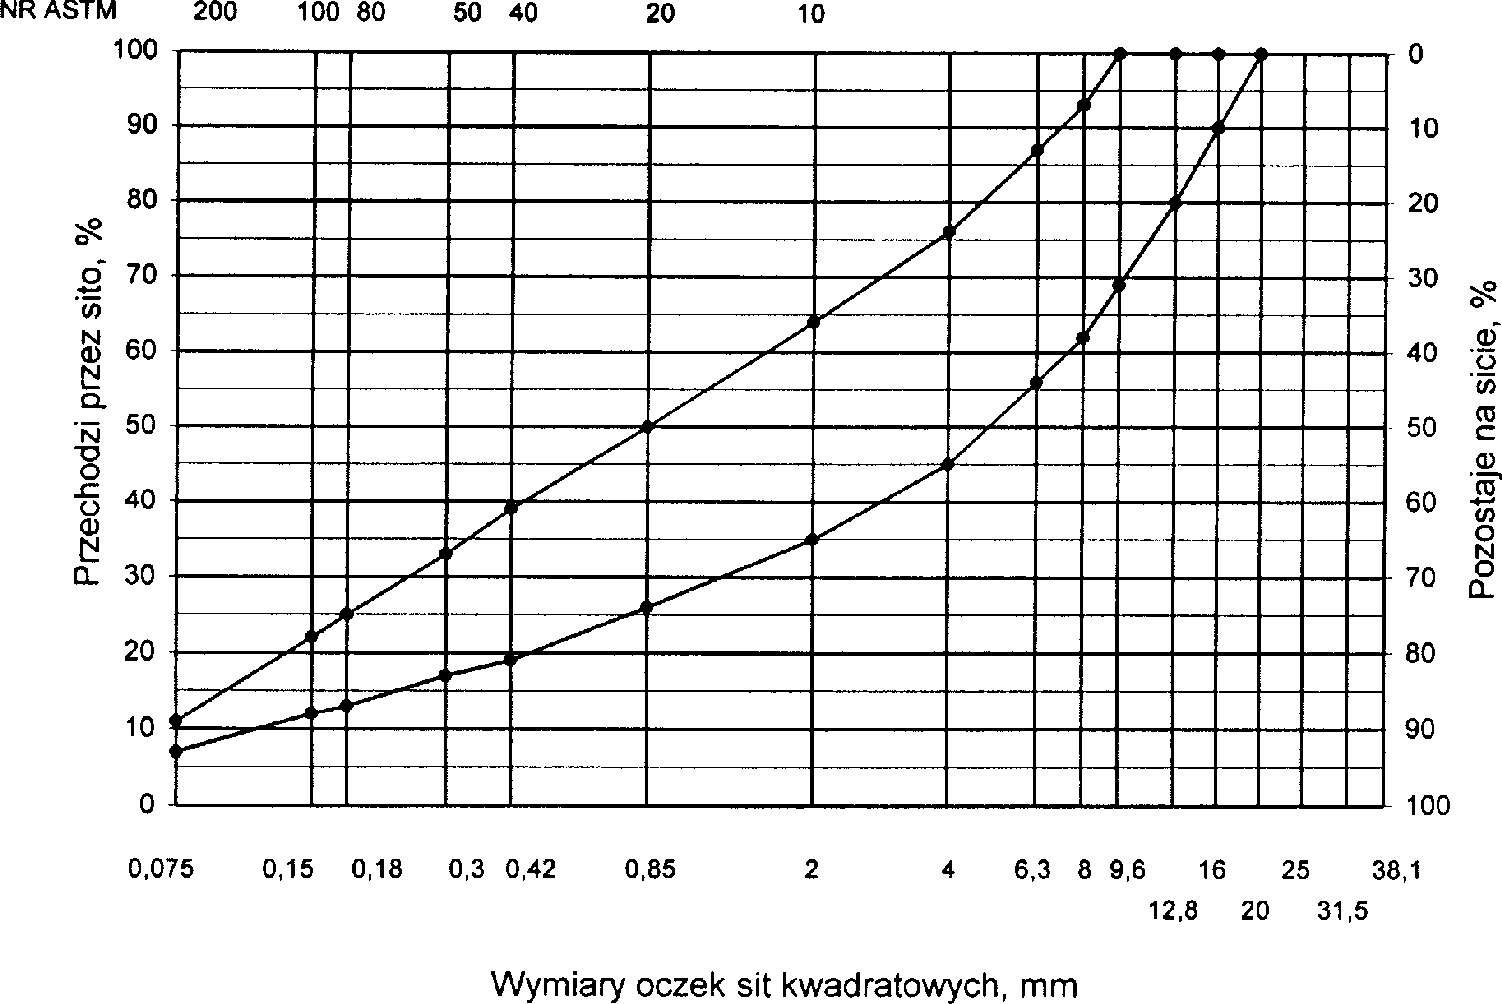 NR ASTM 200 100 80 50 40 20 10
100 0
90 10
80 20
70 30
60 40
50 50
40 60
30 70
20 80
10 90
0 100
Przechodzi przez sito, %
Pozostaje na sicie, %
0,075 0,15 0,18 0,3 0,42 0,85 2 4 6,3 8 9,6 16 25 38,1
12,8 20 31,5
Wymiary oczek sit kwadratowych, mm